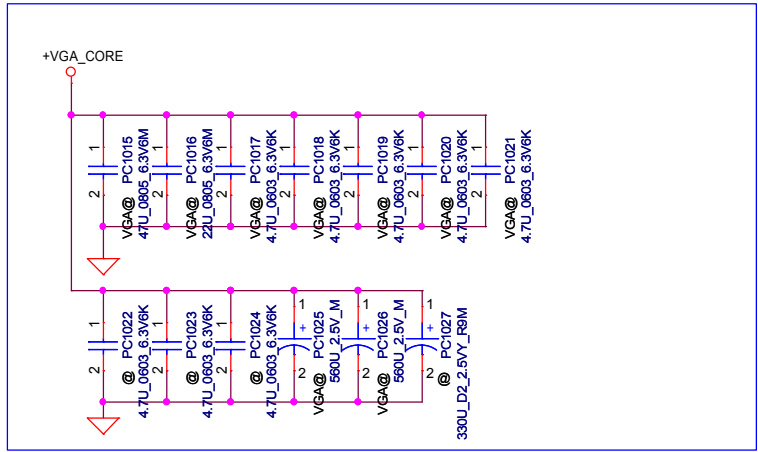 +VGA_CORE
1
2
VGA@
PC1015
47U_0805_6.3V6M
1
2
VGA@
PC1016
22U_0805_6.3V6M
1
2
VGA@
PC1017
4.7U_0603_6.3V6K
1
2
VGA@
PC1018
4.7U_0603_6.3V6K
1
2
VGA@
PC1019
4.7U_0603_6.3V6K
1
2
VGA@
PC1020
4.7U_0603_6.3V6K
1
2
VGA@
PC1021
4.7U_0603_6.3V6K
1
2
@
PC1022
4.7U_0603_6.3V6K
1
2
@
PC1023
4.7U_0603_6.3V6K
1
2
@
PC1024
4.7U_0603_6.3V6K
1
+
2
VGA@
PC1025
560U_2.5V_M
1
+
2
VGA@
PC1026
560U_2.5V_M
1
+
2
@
PC1027
330U_D2_2.5VY_R9M